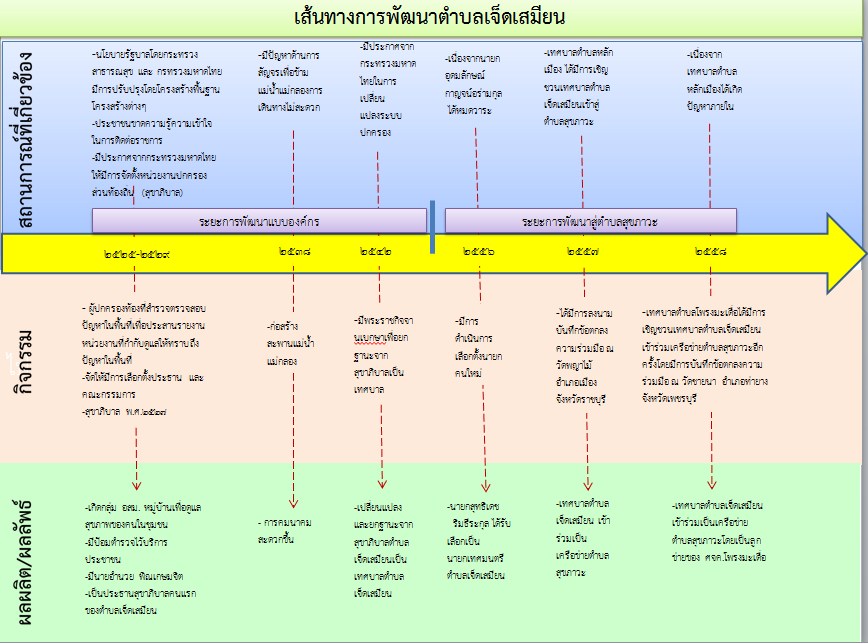 เส้นทางการพัฒนาตำบลเจ็ดเสมียน
สถานการณ์ที่เกี่ยวข้อง
-นโยบายรัฐบาลโดยกระทรวง
สาธารณสุข และ กรทรวงมหาดไทย
มีการปรับปรุงโดยโครงสร้างพื้นฐาน
โครงสร้างต่างๆ
-ประชาชนขาดความรู้ความเข้าใจ
ในการติดต่อราชการ
-มีประกาศจากกระทรวงมหาดไทย
ให้มีการจัดตั้งหน่วยงานปกครอง
ส่วนท้องถิ่น (สุขาภิบาล)
-มีปัญหาด้านการ
สัญจรเพื่อข้าม
แม่น้ำแม่กลองการ
เดินทางไม่สะดวก
-มีประกาศจาก
กระทรวงมหาด
ไทยในการ
เปลี่ยน
แปลงระบบ
ปกครอง
-เนื่องจากนายก
อุดมลักษณ์
กาญจน์อร่ามกุล
ได้หมดวาระ
-เทศบาลตำบลหลัก
เมือง ได้มีการเชิญ
ชวนเทศบาลตำบล
เจ็ดเสมียนเข้าสู่
ตำบลสุขภาวะ
-เนื่องจาก
เทศบาลตำบล
หลักเมืองได้เกิด
ปัญหาภายใน
ระยะการพัฒนาแบบองค์กร
ระยะการพัฒนาสู่ตำบลสุขภาวะ
๒๕๒๕-๒๕๒๙
๒๕๓๘
๒๕๔๒
๒๕๕๖
๒๕๕๗
๒๕๕๘
กิจกรรม
- ผู้ปกครองท้องที่สำรวจตรวจสอบ
ปัญหาในพื้นที่เพื่อประสานรายงาน
หน่วยงานที่กำกับดูแลให้ทราบถึง
ปัญหาในพื้นที่
-จัดให้มีการเลือกตั้งประธาน และ
คณะกรรมการ
-สุขาภิบาล พ.ศ.๒๕๒๗
-ก่อสร้าง
สะพานแม่น้ำ
แม่กลอง
-มีพระราชกิจจา
นุเบกษาเพื่อยก
ฐานะจาก
สุขาภิบาลเป็น
เทศบาล
-มีการ
ดำเนินการ
เลือกตั้งนายก
คนใหม่
-ได้มีการลงนาม
บันทึกข้อตกลง
ความร่วมมือ ณ
วัดพญาไม้
อำเภอเมือง
จังหวัดราชบุรี
-เทศบาลตำบลโพรงมะเดื่อได้มีการ
เชิญชวนเทศบาลตำบลเจ็ดเสมียน
เข้าร่วมเครือข่ายตำบลสุขภาวะอีก
ครั้งโดยมีการบันทึกข้อตกลงความ
ร่วมมือ ณ วัดชายนา อำเภอท่ายาง
จังหวัดเพชรบุรี
ผลผลิต/ผลลัพธ์
-เกิดกลุ่ม อสม. หมู่บ้านเพื่อดูแล
สุขภาพของคนในชุมชน
-มีป้อมตำรวจไว้บริการ
ประชาชน
-มีนายอำนวย พิณเกษมจิต
-เป็นประธานสุขาภิบาลคนแรก
ของตำบลเจ็ดเสมียน
- การคมนาคม
สะดวกขึ้น
-เปลี่ยนแปลง
และยกฐานะจาก
สุขาภิบาลตำบล
เจ็ดเสมียนเป็น
เทศบาลตำบล
เจ็ดเสมียน
-นายกสุทธิเดช
ริมธีระกุล ได้รับ
เลือกเป็น
นายกเทศมนตรี
ตำบลเจ็ดเสมียน
-เทศบาลตำบล
เจ็ดเสมียน เข้า
ร่วมเป็น
เครือข่ายตำบล
สุขภาวะ
-เทศบาลตำบลเจ็ดเสมียน
เข้าร่วมเป็นเครือข่าย
ตำบลสุขภาวะโดยเป็นลูก
ข่ายของ ศจค.โพรงมะเดื่อ